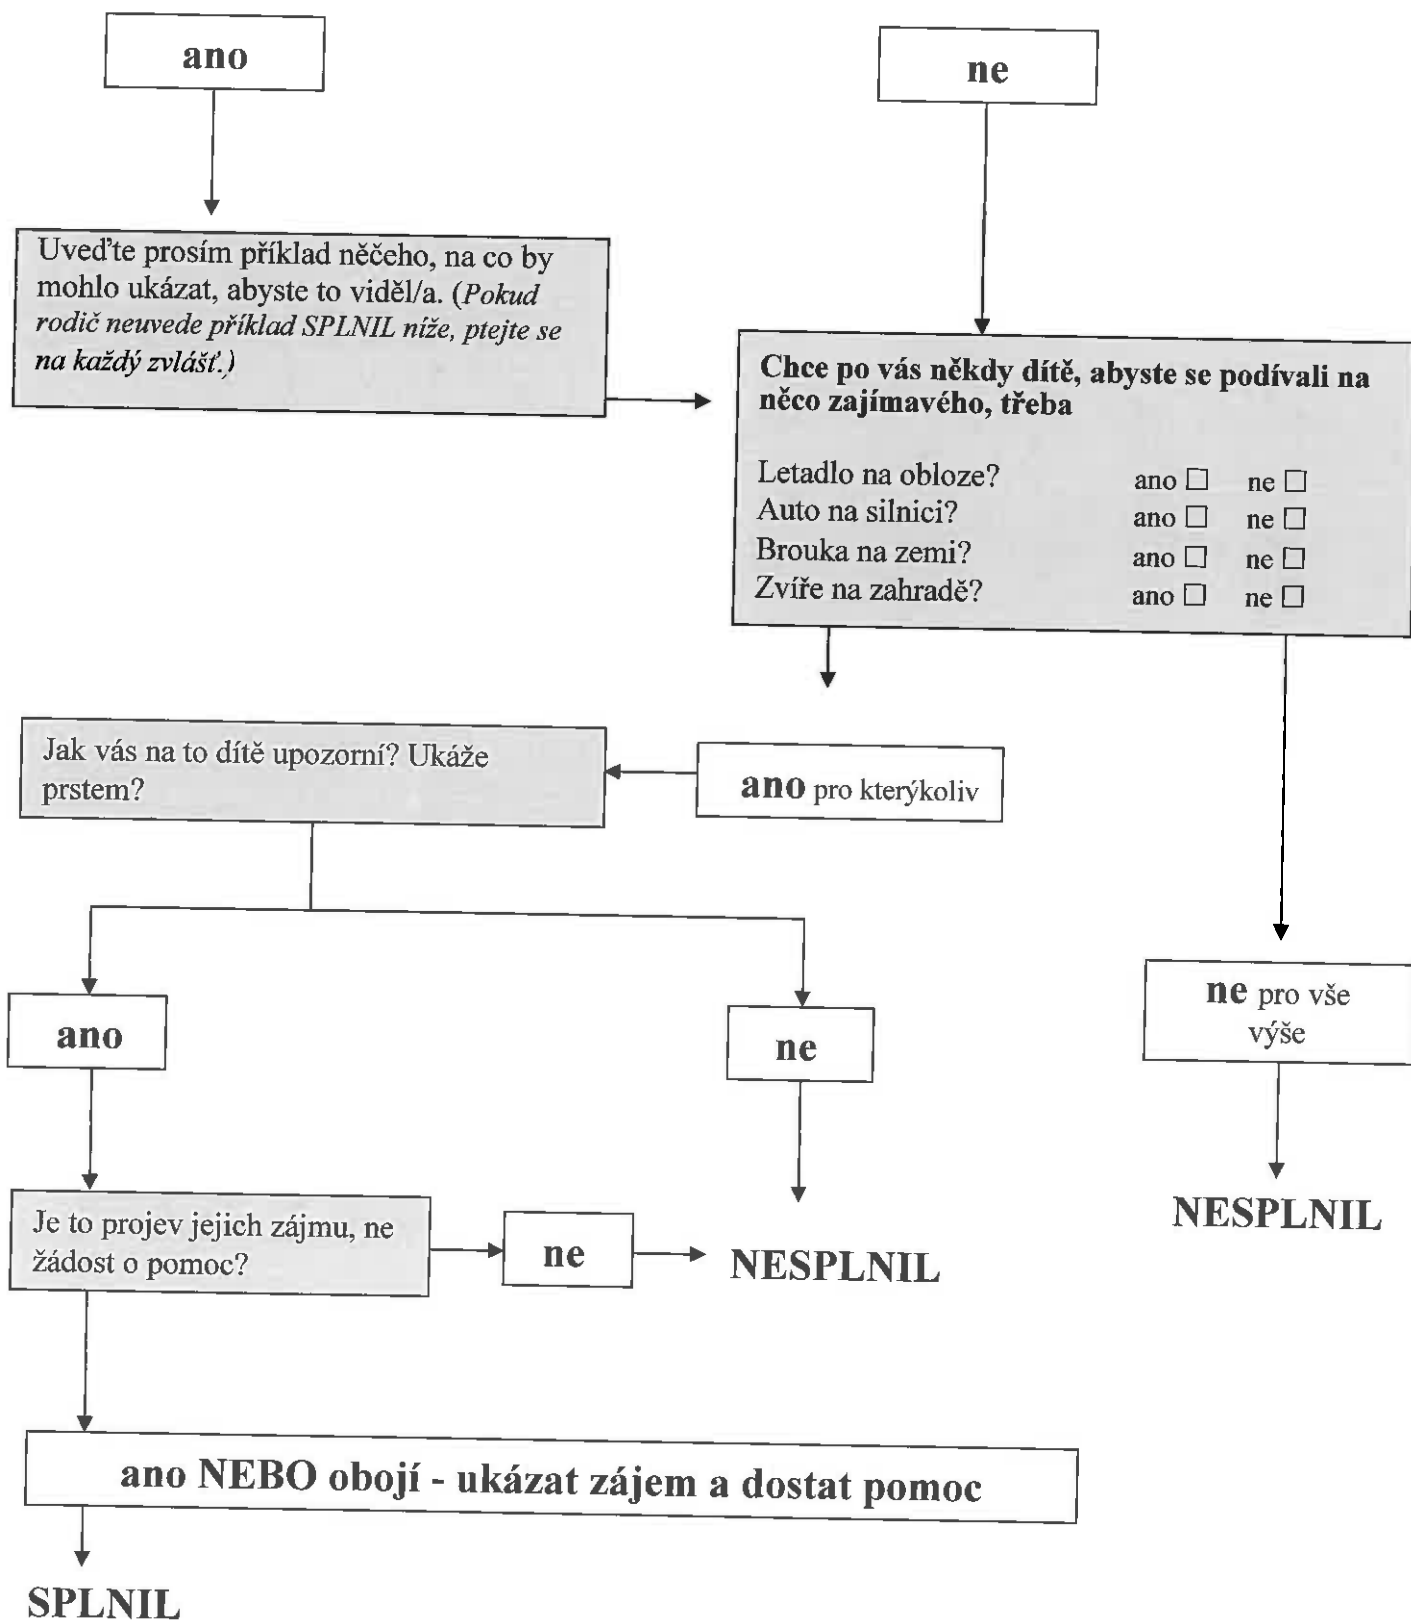 ano
ne
Uveďte prosím příklad něčeho, na co by
mohlo ukázat, abyste to viděl/a. (Pokud
rodič neuvede příklad SPLNIL níže, ptejte se
na každý zvlášť.)
Chce po vás někdy dítě, abyste se podívali na
něco zajímavého, třeba
Letadlo na obloze? ano □ ne □
Auto na silnici? ano □ ne □
Brouka na zemi? ano □ ne □
Zvíře na zahradě? ano □ ne □
Jak vás na to dítě upozorní? Ukáže
prstem?
ano pro kterýkoliv
ano
ne
ne pro vše
výše
Je to projev jejich zájmu, ne
žádost o pomoc?
ne
NESPLNIL
NESPLNIL
ano NEBO obojí - ukázat zájem a dostat pomoc
SPLNIL